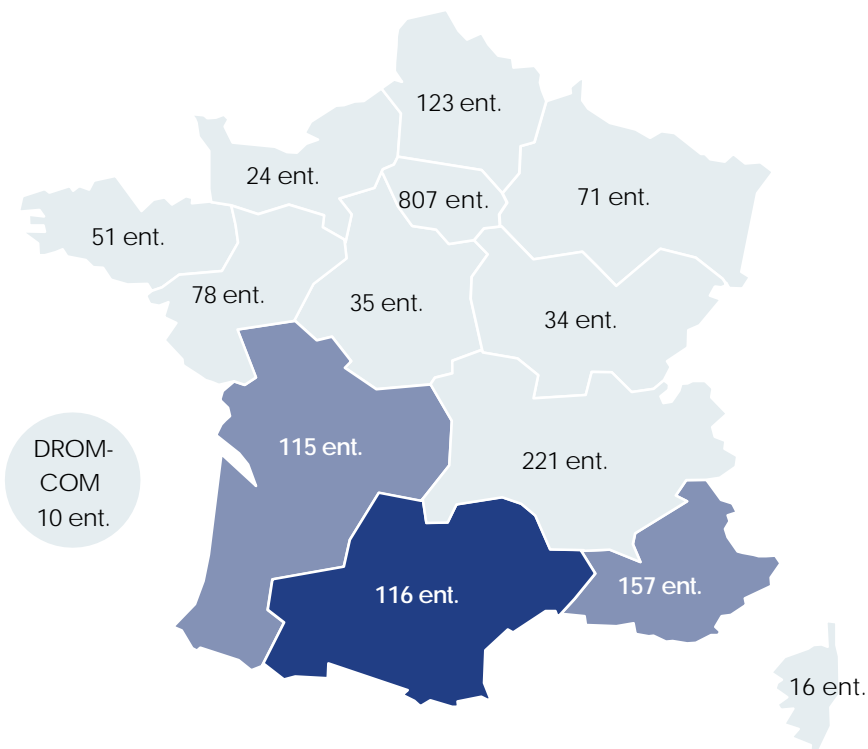 123 ent.
24 ent.
807 ent.
71 ent.
51 ent.
78 ent.
35 ent.
34 ent.
115 ent.
221 ent.
DROM-
COM
10 ent.
116 ent.
157 ent.
16 ent.